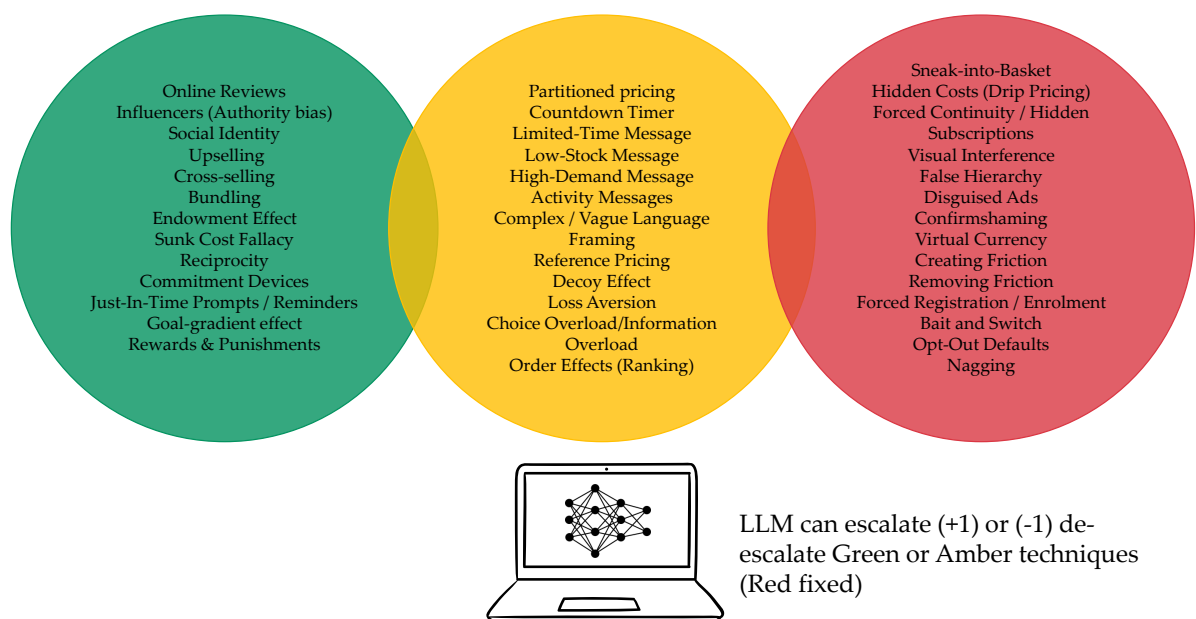 Online Reviews
Influencers (Authority bias)
Social Identity
Upselling
Cross-selling
Bundling
Endowment Effect
Sunk Cost Fallacy
Reciprocity
Commitment Devices
Just-In-Time Prompts / Reminders
Goal-gradient effect
Rewards & Punishments
Partitioned pricing
Countdown Timer
Limited-Time Message
Low-Stock Message
High-Demand Message
Activity Messages
Complex / Vague Language
Framing
Reference Pricing
Decoy Effect
Loss Aversion
Choice Overload/Information
Overload
Order Effects (Ranking)
Sneak-into-Basket
Hidden Costs (Drip Pricing)
Forced Continuity / Hidden
Subscriptions
Visual Interference
False Hierarchy
Disguised Ads
Confirmshaming
Virtual Currency
Creating Friction
Removing Friction
Forced Registration / Enrolment
Bait and Switch
Opt-Out Defaults
Nagging
LLM can escalate (+1) or (-1) de-
escalate Green or Amber techniques
(Red fixed)